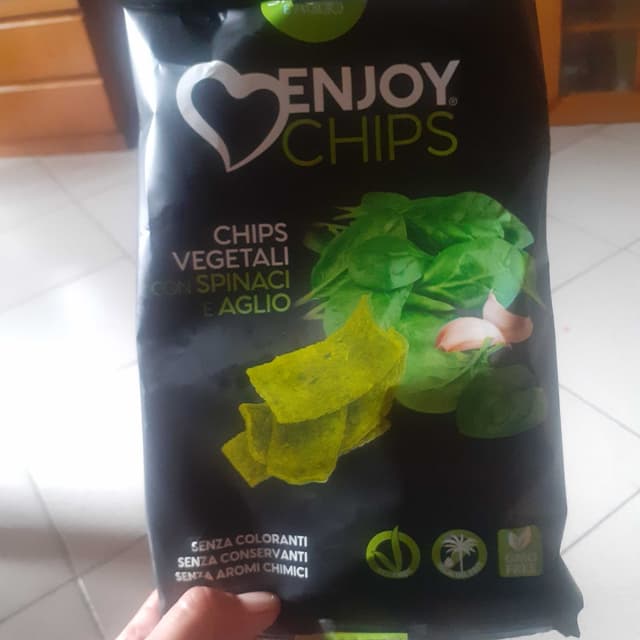 ENJOY®
CHIPS
CHIPS
VEGETALI
CON SPINACI
E AGLIO
SENZA COLORANTI
SENZA CONSERVANTI
SENZA AROMI CHIMICI